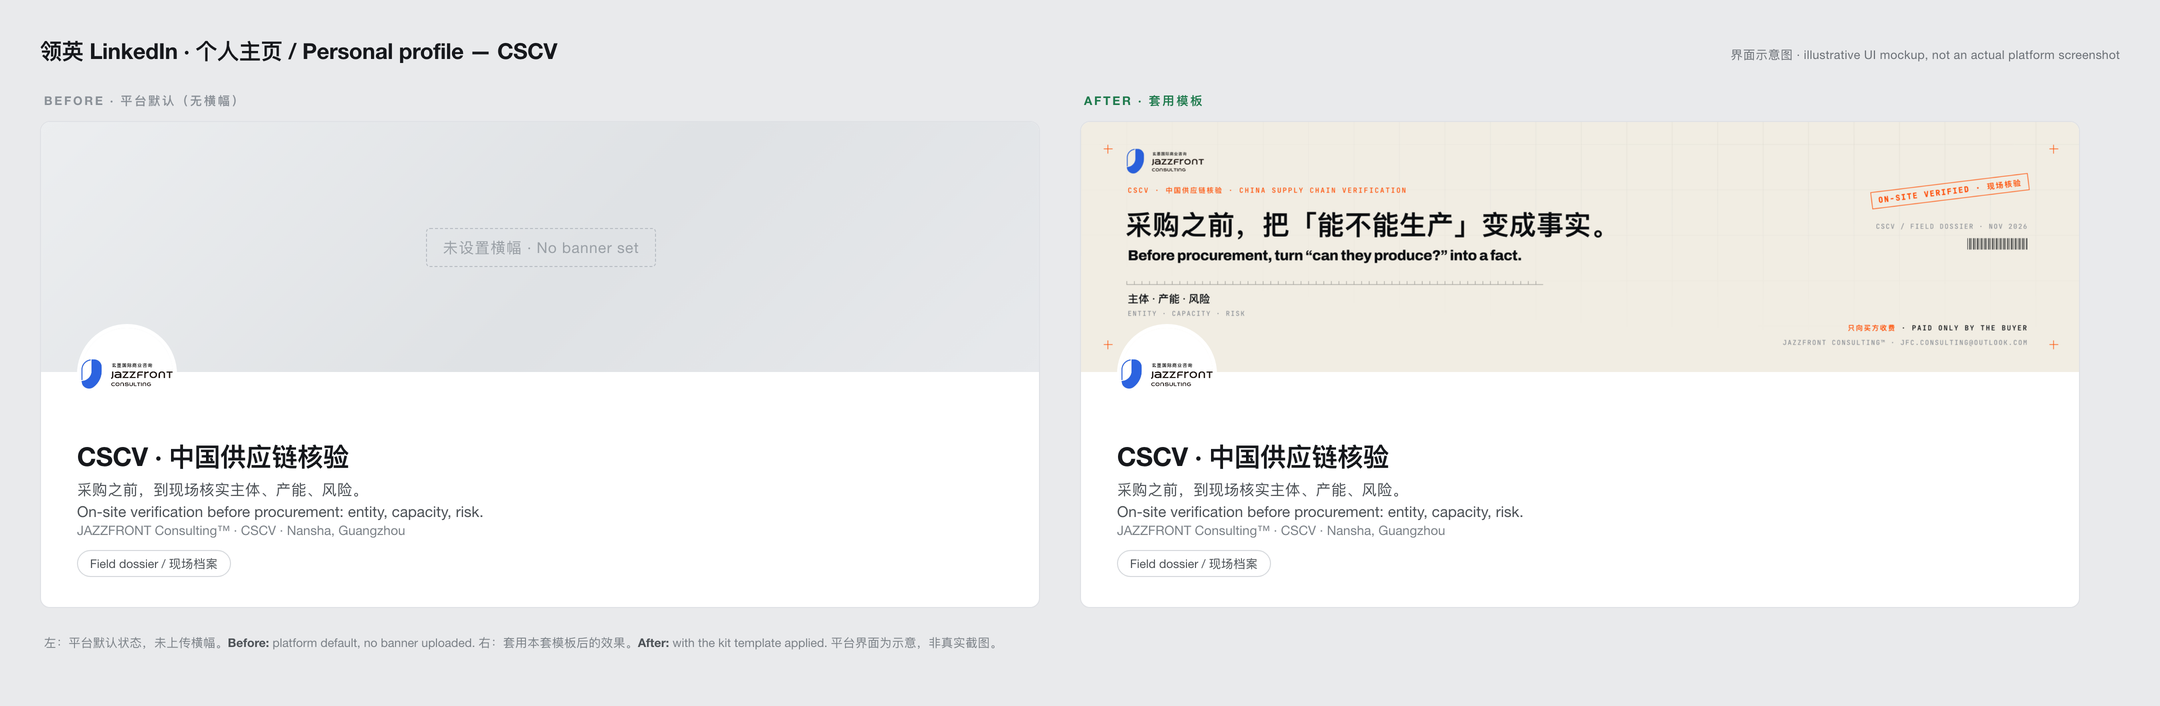 领英 LinkedIn · 个人主页 / Personal profile — CSCV
界面示意图 · illustrative UI mockup, not an actual platform screenshot
BEFORE · 平台默认（无横幅）
未设置横幅 · No banner set
JAZZFRONT
CONSULTING
CSCV · 中国供应链核验
采购之前，到现场核实主体、产能、风险。
On-site verification before procurement: entity, capacity, risk.
JAZZFRONT Consulting™ · CSCV · Nansha, Guangzhou
Field dossier / 现场档案
AFTER · 套用模板
JAZZFRONT
CONSULTING
CSCV · 中国供应链核验 · CHINA SUPPLY CHAIN VERIFICATION
采购之前，把「能不能生产」变成事实。
Before procurement, turn “can they produce?” into a fact.
主体 · 产能 · 风险
ENTITY · CAPACITY · RISK
ON-SITE VERIFIED · 现场核验
CSCV / FIELD DOSSIER · NOV 2026
只向买方收费 · PAID ONLY BY THE BUYER
JAZZFRONT CONSULTING™ · JFC.CONSULTING@OUTLOOK.COM
JAZZFRONT
CONSULTING
CSCV · 中国供应链核验
采购之前，到现场核实主体、产能、风险。
On-site verification before procurement: entity, capacity, risk.
JAZZFRONT Consulting™ · CSCV · Nansha, Guangzhou
Field dossier / 现场档案
左：平台默认状态，未上传横幅。Before: platform default, no banner uploaded. 右：套用本套模板后的效果。After: with the kit template applied. 平台界面为示意，非真实截图。